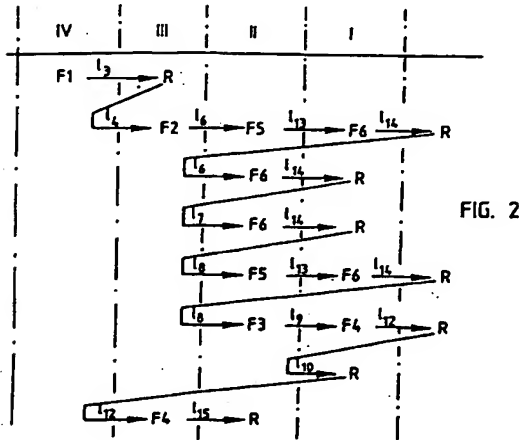 IV III II I
F1 l3 R
l4 F2 l6 F5 l13 F6 l14 R
l6 F6 l14 R
l7 F6 l14 R
FIG. 2
l8 F5 l13 F6 l14 R
l8 F3 l9 F4 l12 R
l10 R
l12 F4 l15 R